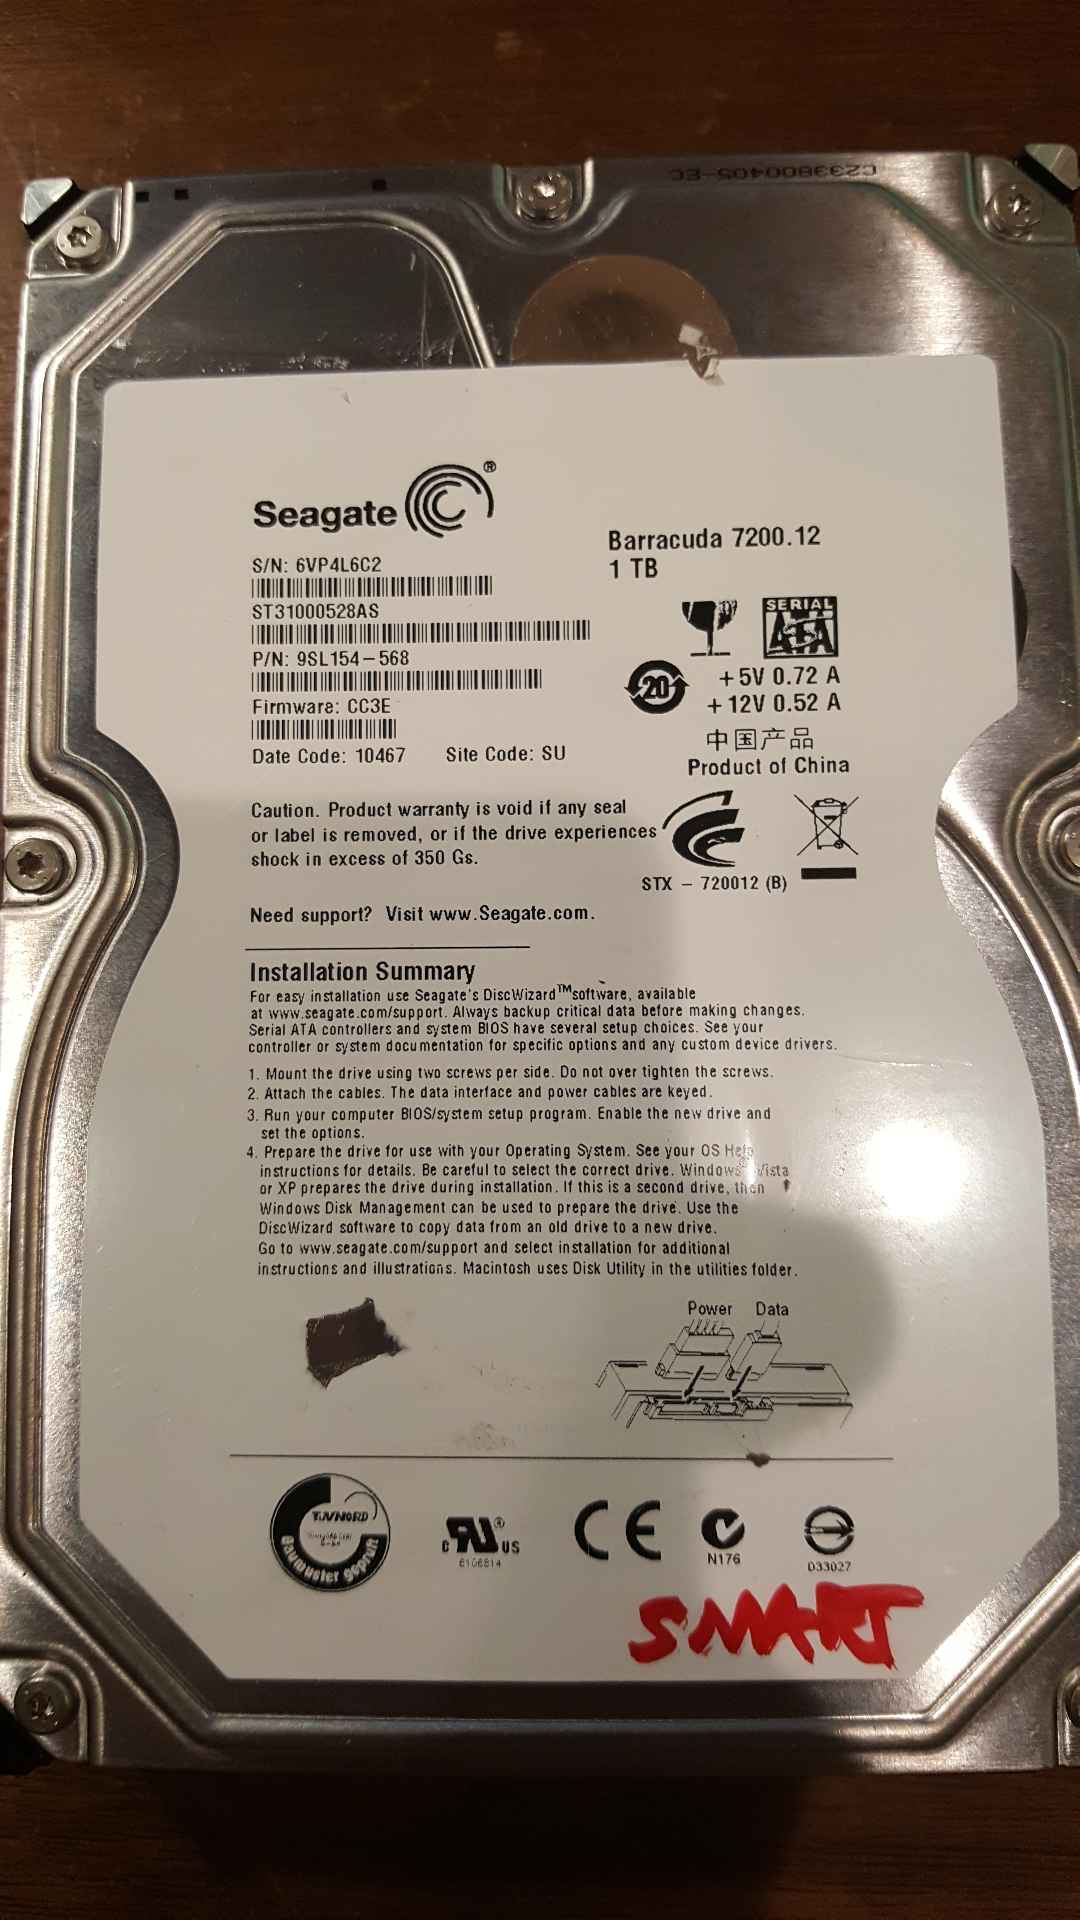 CZ33800405-EC
Seagate ®
S/N: 6VP4L6C2
ST31000528AS
P/N: 9SL154-568
Firmware: CC3E
Date Code: 10467 Site Code: SU
Barracuda 7200.12
1 TB
SERIAL
ATA
20
+5V 0.72 A
+12V 0.52 A
中国产品
Product of China
STX - 720012 (B)
Caution. Product warranty is void if any seal
or label is removed, or if the drive experiences
shock in excess of 350 Gs.
Need support? Visit www.Seagate.com.
Installation Summary
For easy installation use Seagate's DiscWizard™software, available
at www.seagate.com/support. Always backup critical data before making changes.
Serial ATA controllers and system BIOS have several setup choices. See your
controller or system documentation for specific options and any custom device drivers.
1. Mount the drive using two screws per side. Do not over tighten the screws.
2. Attach the cables. The data interface and power cables are keyed.
3. Run your computer BIOS/system setup program. Enable the new drive and
set the options.
4. Prepare the drive for use with your Operating System. See your OS Help
instructions for details. Be careful to select the correct drive. Windows Vista
or XP prepares the drive during installation. If this is a second drive, then
Windows Disk Management can be used to prepare the drive. Use the
DiscWizard software to copy data from an old drive to a new drive.
Go to www.seagate.com/support and select installation for additional
instructions and illustrations. Macintosh uses Disk Utility in the utilities folder.
Power Data
TÜV NORD
Baumuster geprüft
C UL ® US
E106814
CE
N176
D33027
SMART